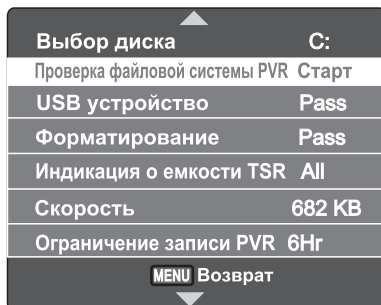 Выбор диска C:
Проверка файловой системы PVR Старт
USB устройство Pass
Форматирование Pass
Индикация о емкости TSR All
Скорость 682 KB
Ограничение записи PVR 6Hr
MENU Возврат